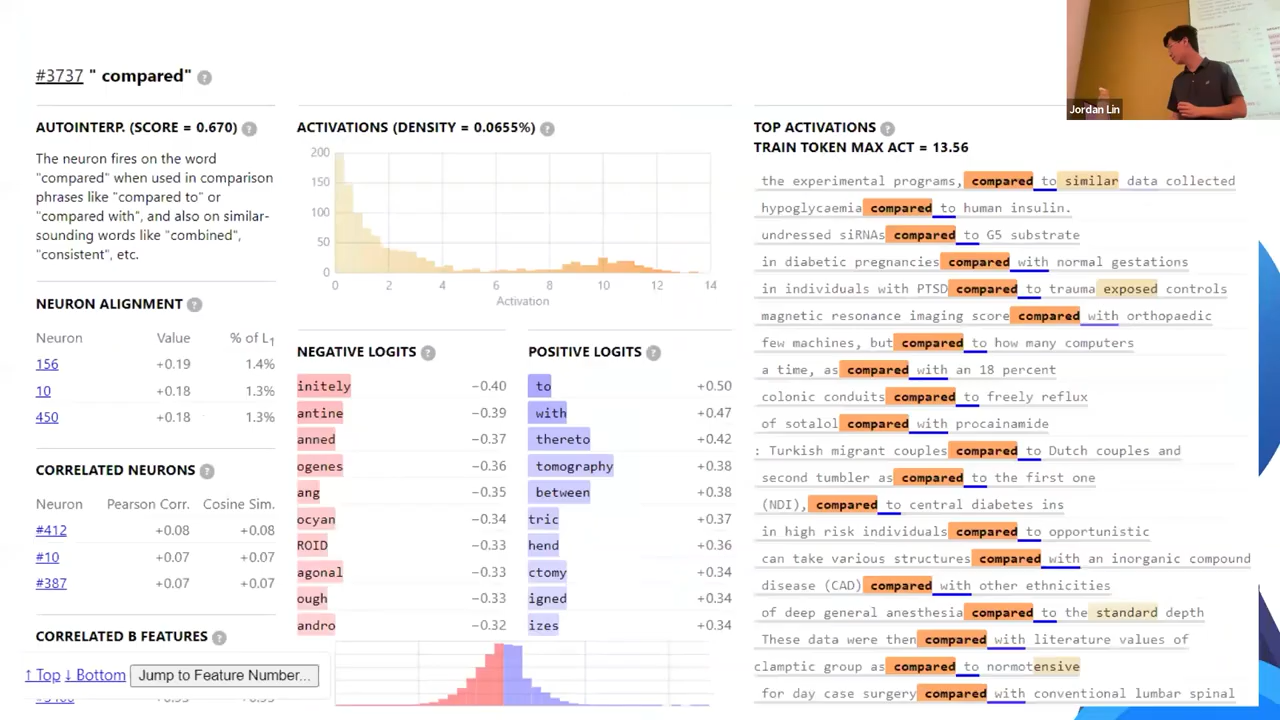 #3737 " compared" ?
Jordan Lin
AUTOINTERP. (SCORE = 0.670) ?
The neuron fires on the word
"compared" when used in comparison
phrases like "compared to" or
"compared with", and also on similar-
sounding words like "combined",
"consistent", etc.
NEURON ALIGNMENT ?
Neuron Value % of L1
156 +0.19 1.4%
10 +0.18 1.3%
450 +0.18 1.3%
CORRELATED NEURONS ?
Neuron Pearson Corr. Cosine Sim.
#412 +0.08 +0.08
#10 +0.07 +0.07
#387 +0.07 +0.07
CORRELATED B FEATURES ?
↑ Top ↓ Bottom Jump to Feature Number...
ACTIVATIONS (DENSITY = 0.0655%) ?
200
150
100
50
0
0 2 4 6 8 10 12 14
Activation
NEGATIVE LOGITS ?
initely −0.40
antine −0.39
anned −0.37
ogenes −0.36
ang −0.35
ocyan −0.34
ROID −0.33
agonal −0.33
ough −0.33
andro −0.32
POSITIVE LOGITS ?
to +0.50
with +0.47
thereto +0.42
tomography +0.38
between +0.38
tric +0.37
hend +0.36
ctomy +0.34
igned +0.34
izes +0.34
TOP ACTIVATIONS ?
TRAIN TOKEN MAX ACT = 13.56
the experimental programs, compared to similar data collected
hypoglycaemia compared to human insulin.
undressed siRNAs compared to G5 substrate
in diabetic pregnancies compared with normal gestations
in individuals with PTSD compared to trauma exposed controls
magnetic resonance imaging score compared with orthopaedic
few machines, but compared to how many computers
a time, as compared with an 18 percent
colonic conduits compared to freely reflux
of sotalol compared with procainamide
: Turkish migrant couples compared to Dutch couples and
second tumbler as compared to the first one
(NDI), compared to central diabetes ins
in high risk individuals compared to opportunistic
can take various structures compared with an inorganic compound
disease (CAD) compared with other ethnicities
of deep general anesthesia compared to the standard depth
These data were then compared with literature values of
clamptic group as compared to normotensive
for day case surgery compared with conventional lumbar spinal